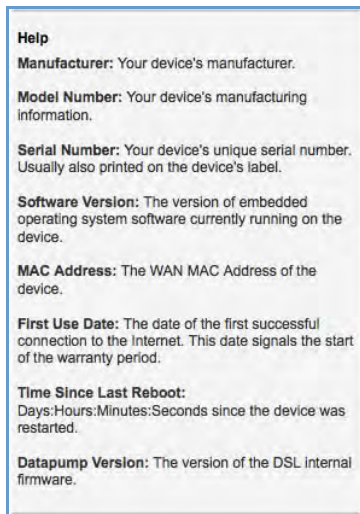 Help
Manufacturer: Your device's manufacturer.
Model Number: Your device's manufacturing
information.
Serial Number: Your device's unique serial number.
Usually also printed on the device's label.
Software Version: The version of embedded
operating system software currently running on the
device.
MAC Address: The WAN MAC Address of the
device.
First Use Date: The date of the first successful
connection to the Internet. This date signals the start
of the warranty period.
Time Since Last Reboot:
Days:Hours:Minutes:Seconds since the device was
restarted.
Datapump Version: The version of the DSL internal
firmware.